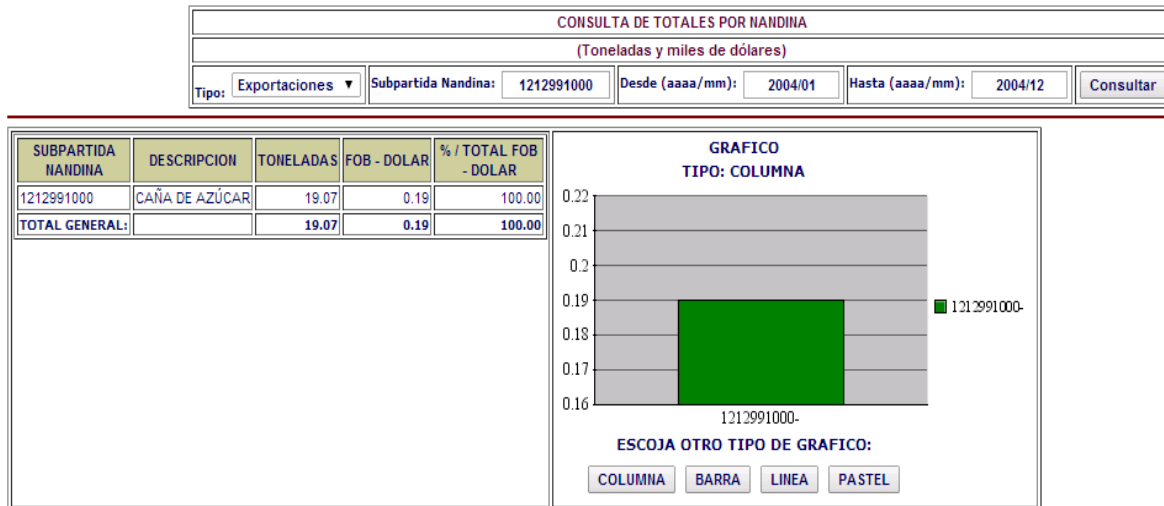 CONSULTA DE TOTALES POR NANDINA
(Toneladas y miles de dólares)
Tipo: Exportaciones ▼ Subpartida Nandina: 1212991000 Desde (aaaa/mm): 2004/01 Hasta (aaaa/mm): 2004/12 Consultar
SUBPARTIDA NANDINA DESCRIPCION TONELADAS FOB - DOLAR % / TOTAL FOB - DOLAR
1212991000 CAÑA DE AZÚCAR 19.07 0.19 100.00
TOTAL GENERAL: 19.07 0.19 100.00
GRAFICO
TIPO: COLUMNA
0.22
0.21
0.2
0.19
0.18
0.17
0.16
1212991000-
1212991000-
ESCOJA OTRO TIPO DE GRAFICO:
COLUMNA BARRA LINEA PASTEL